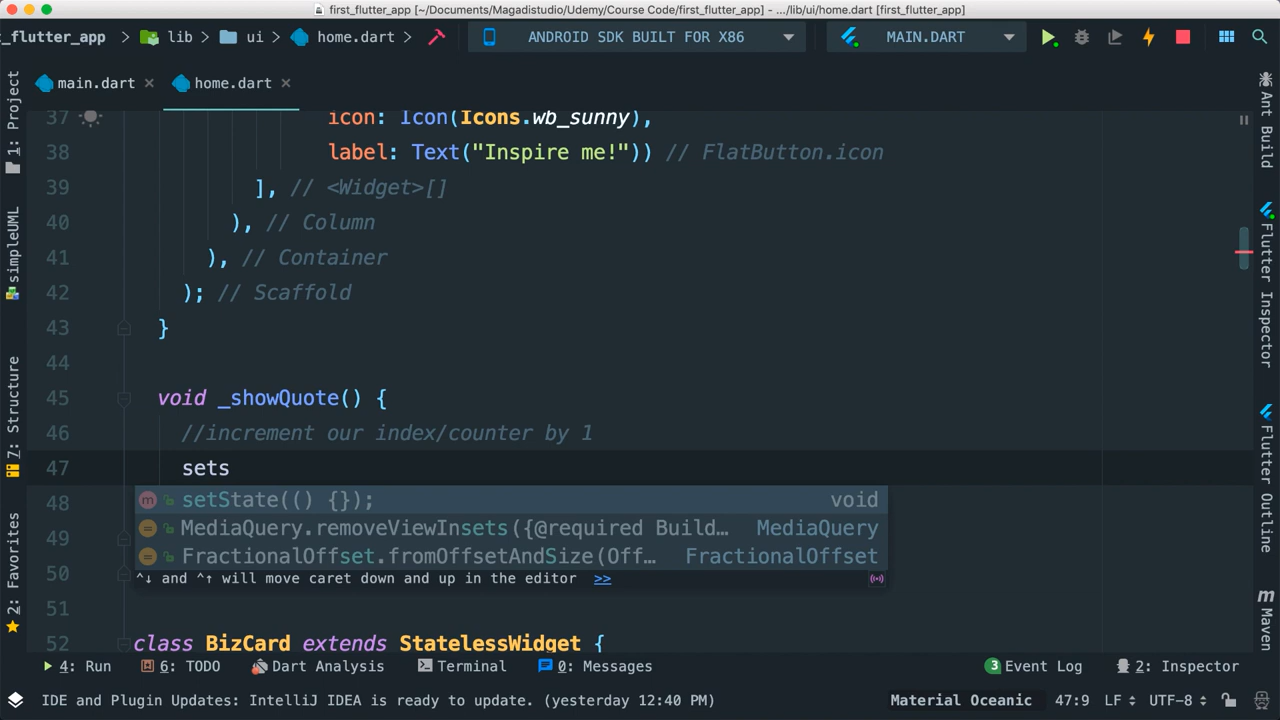 first_flutter_app [~/Documents/Magadistudio/Udemy/Course Code/first_flutter_app] - .../lib/ui/home.dart [first_flutter_app]
t_flutter_app
lib
ui
home.dart
ANDROID SDK BUILT FOR X86
MAIN.DART
main.dart
home.dart
37 icon: Icon(Icons.wb_sunny),
38 label: Text("Inspire me!")) // FlatButton.icon
39 ], // <Widget>[]
40 ), // Column
41 ), // Container
42 ); // Scaffold
43 }
44
45 void _showQuote() {
46 //increment our index/counter by 1
47 sets
48 setState(() {}); void
49 MediaQuery.removeViewInsets({@required Build… MediaQuery
FractionalOffset.fromOffsetAndSize(Off… FractionalOffset
50 ^↓ and ^↑ will move caret down and up in the editor >>
51
52 class BizCard extends StatelessWidget {
1: Project
simpleUML
7: Structure
2: Favorites
Ant Build
Flutter Inspector
Flutter Outline
m Maven
4: Run
6: TODO
Dart Analysis
Terminal
0: Messages
3 Event Log
2: Inspector
IDE and Plugin Updates: IntelliJ IDEA is ready to update. (yesterday 12:40 PM)
Material Oceanic
47:9
LF
UTF-8